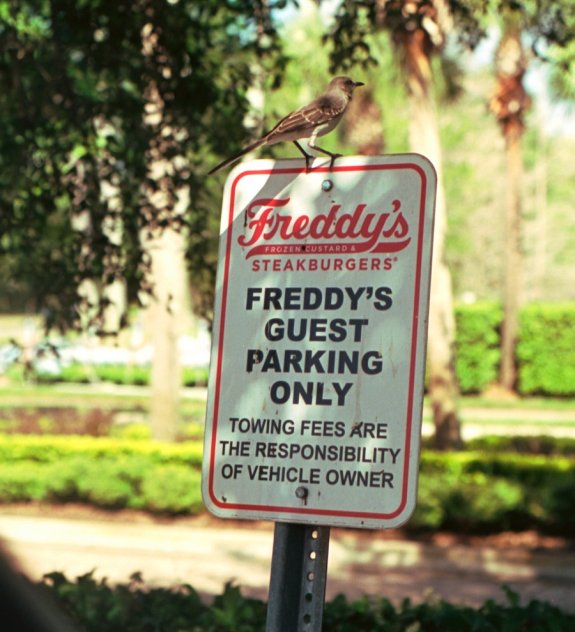 Freddy's
FROZEN CUSTARD &
STEAKBURGERS®
FREDDY'S
GUEST
PARKING
ONLY
TOWING FEES ARE
THE RESPONSIBILITY
OF VEHICLE OWNER